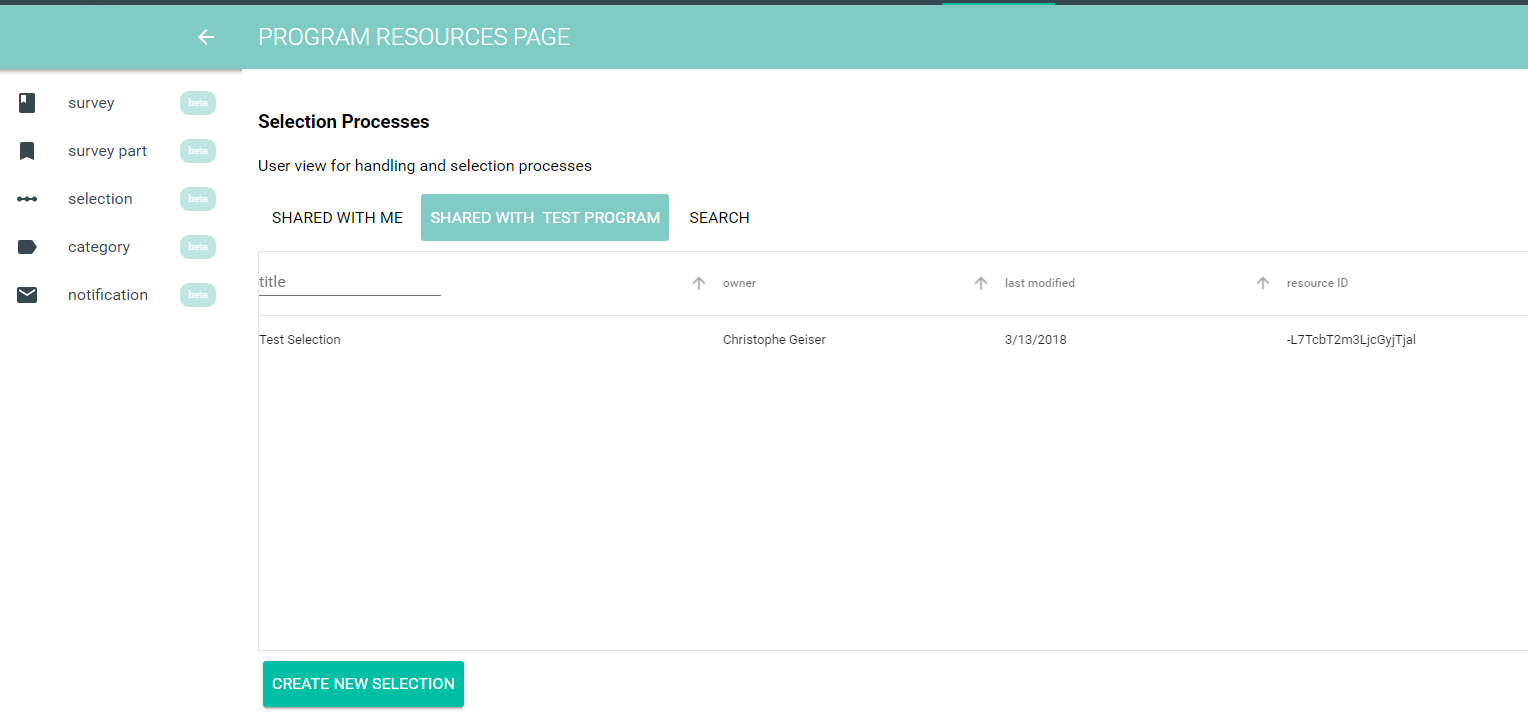 PROGRAM RESOURCES PAGE
survey beta
survey part beta
selection beta
category beta
notification beta
Selection Processes
User view for handling and selection processes
SHARED WITH ME SHARED WITH TEST PROGRAM SEARCH
title owner last modified resource ID
Test Selection Christophe Geiser 3/13/2018 -L7TcbT2m3LjcGyjTjal
CREATE NEW SELECTION